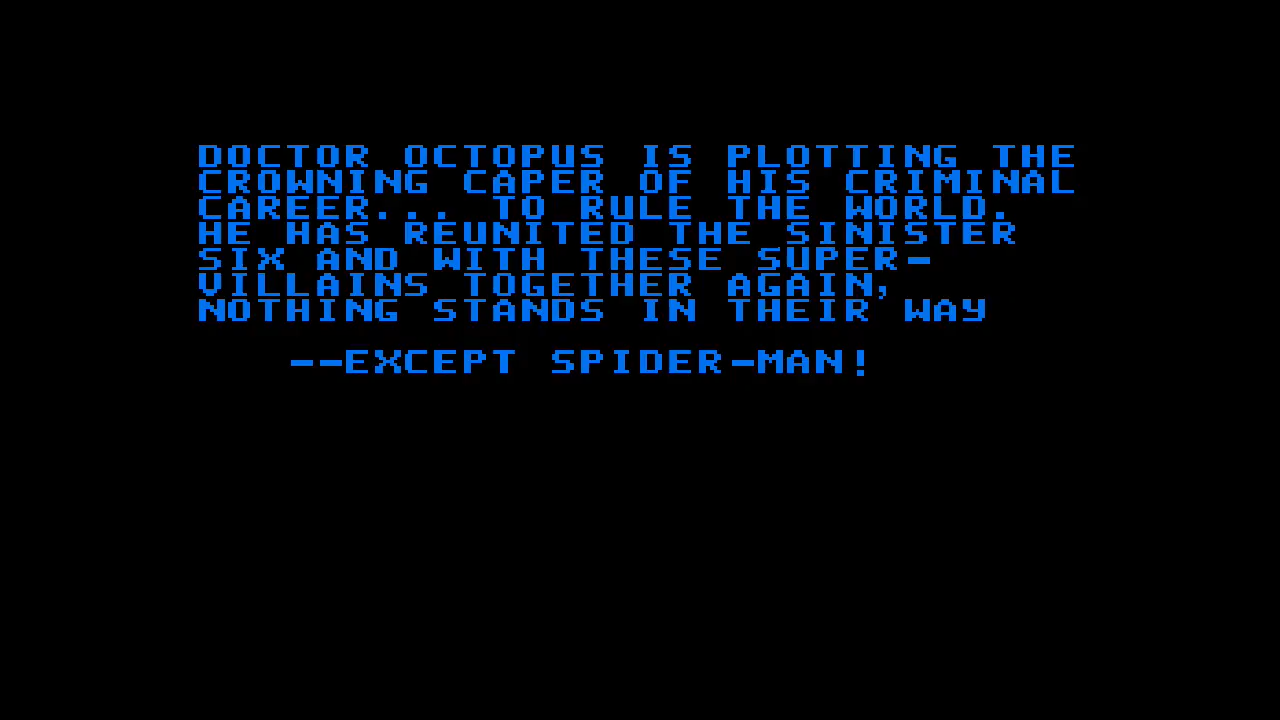 DOCTOR OCTOPUS IS PLOTTING THE
CROWNING CAPER OF HIS CRIMINAL
CAREER... TO RULE THE WORLD.
HE HAS REUNITED THE SINISTER
SIX AND WITH THESE SUPER-
VILLAINS TOGETHER AGAIN,
NOTHING STANDS IN THEIR WAY
--EXCEPT SPIDER-MAN!